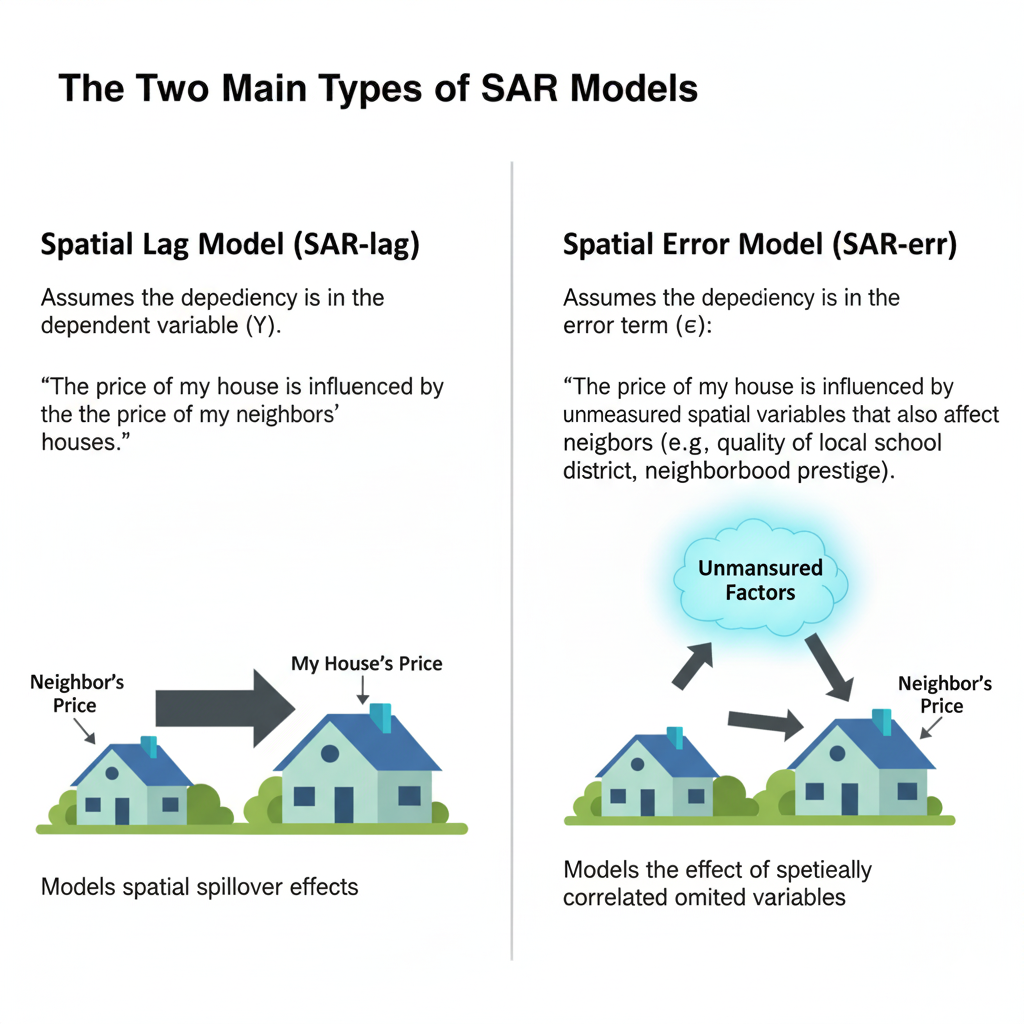 The Two Main Types of SAR Models
Spatial Lag Model (SAR-lag)
Assumes the depediency is in the
dependent variable (Y).
“The price of my house is influenced by
the the price of my neighbors’
houses.”
Neighbor’s
Price
My House’s Price
Models spatial spillover effects
Spatial Error Model (SAR-err)
Assumes the depediency is in the
error term (ϵ):
“The price of my house is influenced by
unmeasured spatial variables that also affect
neigbors (e.g, quality of local school
district, neighborbood prestige).
Unmansured
Factors
Neighbor’s
Price
Models the effect of spetieally
correlated omited variables